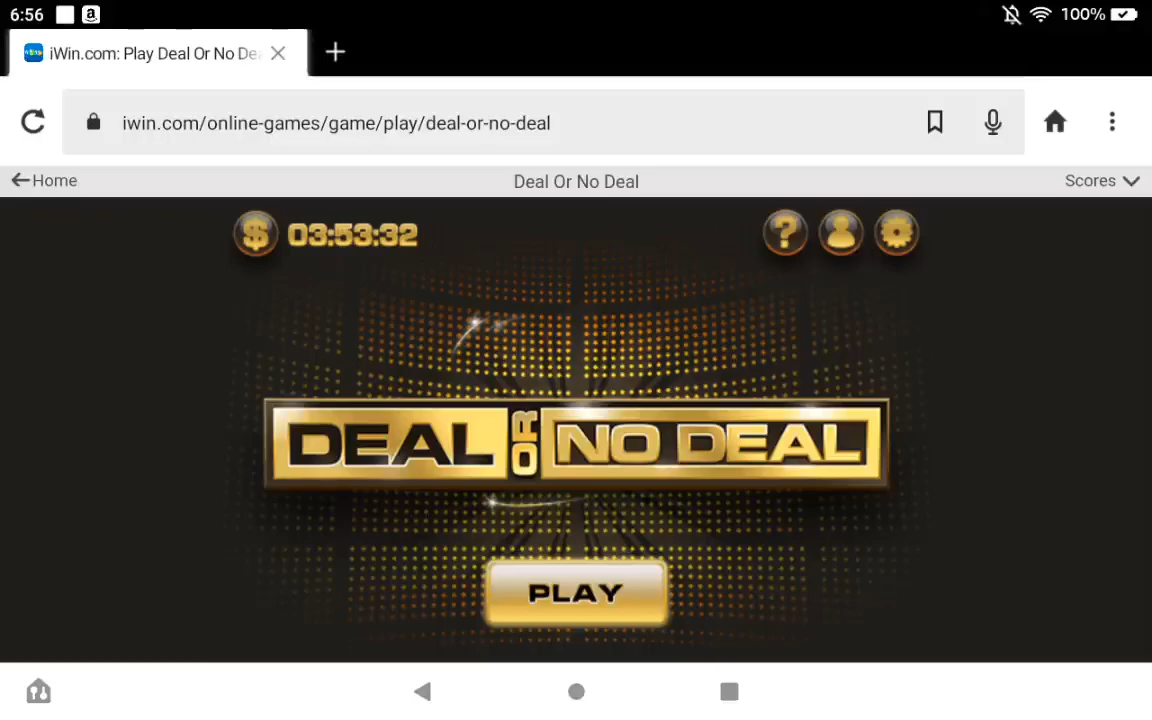 6:56 a 100%
iWin.com: Play Deal Or No De
iwin.com/online-games/game/play/deal-or-no-deal
Home Deal Or No Deal Scores
$ 03:53:32 ?
DEAL OR NO DEAL
PLAY